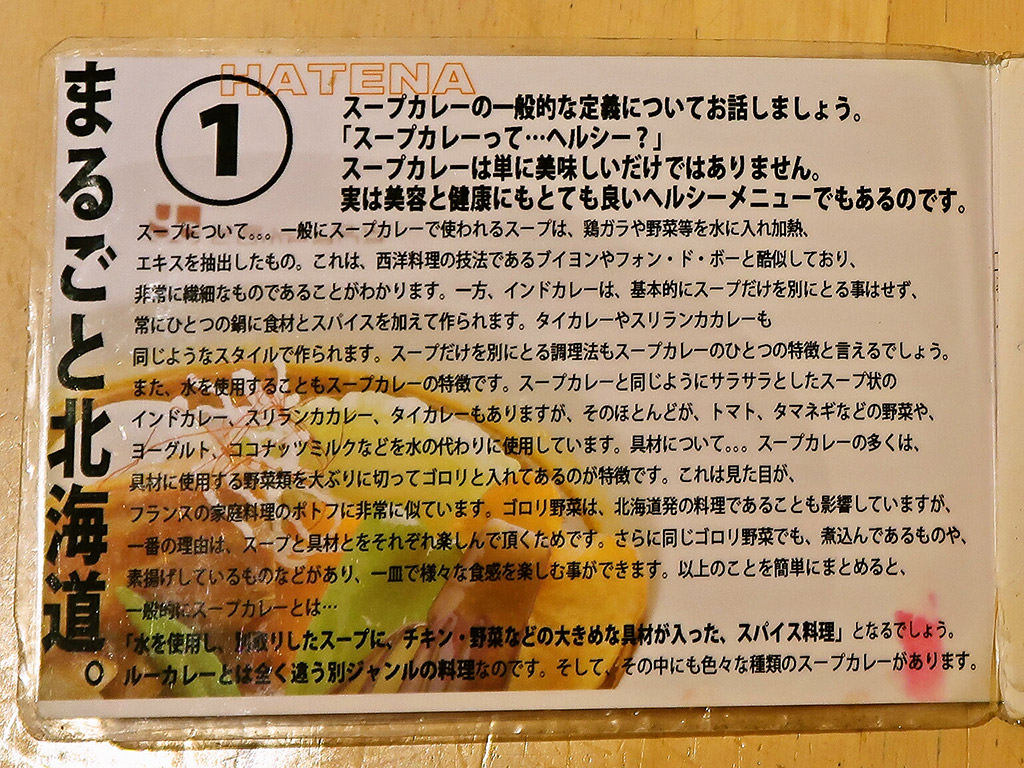 まるごと北海道。
HATENA
1
スープカレーの一般的な定義についてお話しましょう。
「スープカレーって…ヘルシー？」
スープカレーは単に美味しいだけではありません。
実は美容と健康にもとても良いヘルシーメニューでもあるのです。
スープについて。。。一般にスープカレーで使われるスープは、鶏ガラや野菜等を水に入れ加熱、
エキスを抽出したもの。これは、西洋料理の技法であるブイヨンやフォン・ド・ボーと酷似しており、
非常に繊細なものであることがわかります。一方、インドカレーは、基本的にスープだけを別にとる事はせず、
常にひとつの鍋に食材とスパイスを加えて作られます。タイカレーやスリランカカレーも
同じようなスタイルで作られます。スープだけを別にとる調理法もスープカレーのひとつの特徴と言えるでしょう。
また、水を使用することもスープカレーの特徴です。スープカレーと同じようにサラサラとしたスープ状の
インドカレー、スリランカカレー、タイカレーもありますが、そのほとんどが、トマト、タマネギなどの野菜や、
ヨーグルト、ココナッツミルクなどを水の代わりに使用しています。具材について。。。スープカレーの多くは、
具材に使用する野菜類を大ぶりに切ってゴロリと入れてあるのが特徴です。これは見た目が、
フランスの家庭料理のポトフに非常に似ています。ゴロリ野菜は、北海道発の料理であることも影響していますが、
一番の理由は、スープと具材とをそれぞれ楽しんで頂くためです。さらに同じゴロリ野菜でも、煮込んであるものや、
素揚げしているものなどがあり、一皿で様々な食感を楽しむ事ができます。以上のことを簡単にまとめると、
一般的にスープカレーとは…
「水を使用し、別取りしたスープに、チキン・野菜などの大きめな具材が入った、スパイス料理」となるでしょう。
ルーカレーとは全く違う別ジャンルの料理なのです。そして、その中にも色々な種類のスープカレーがあります。